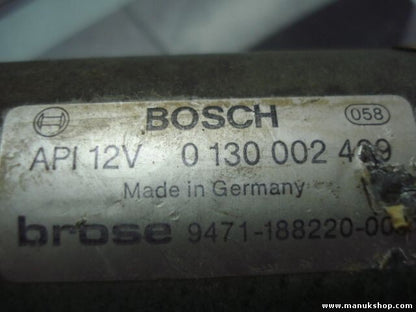 BOSCH 058
API 12V 0 130 002
Made in Germany
brose 9471-188220-00
www.manukshop.com